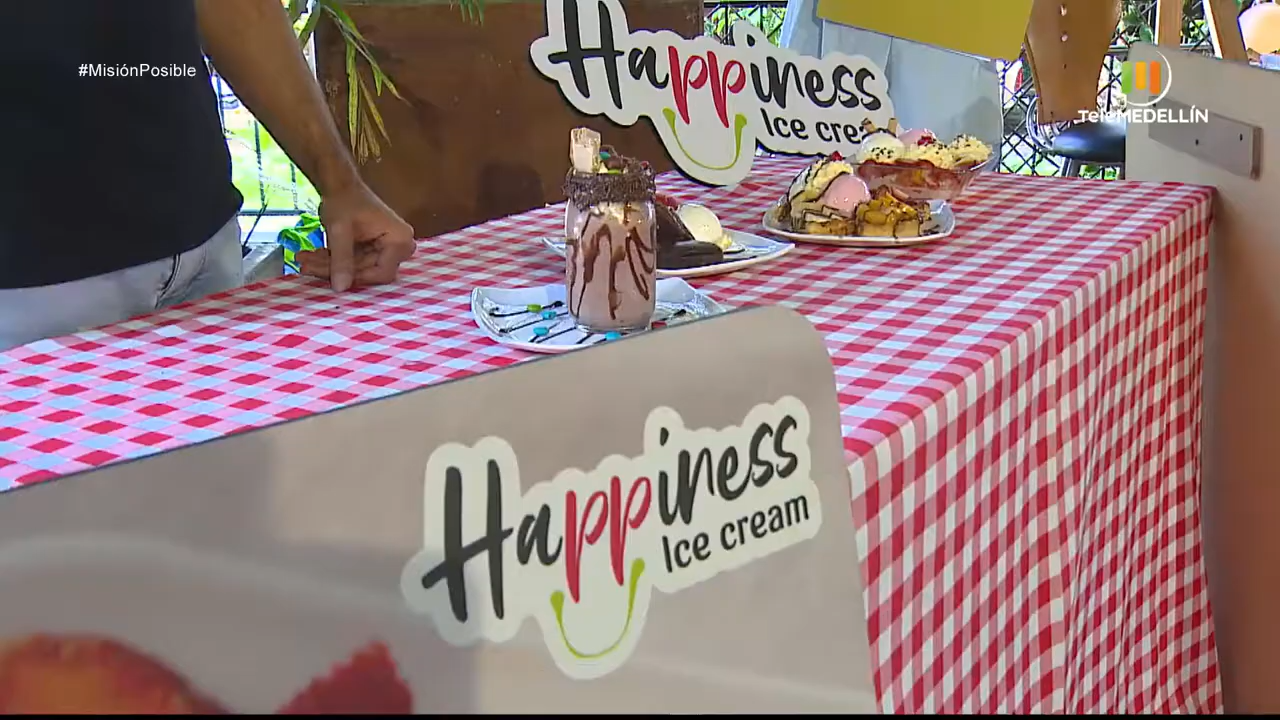 #MisiónPosible
Happiness
Ice crea
TeleMEDELLÍN
Happiness
Ice cream